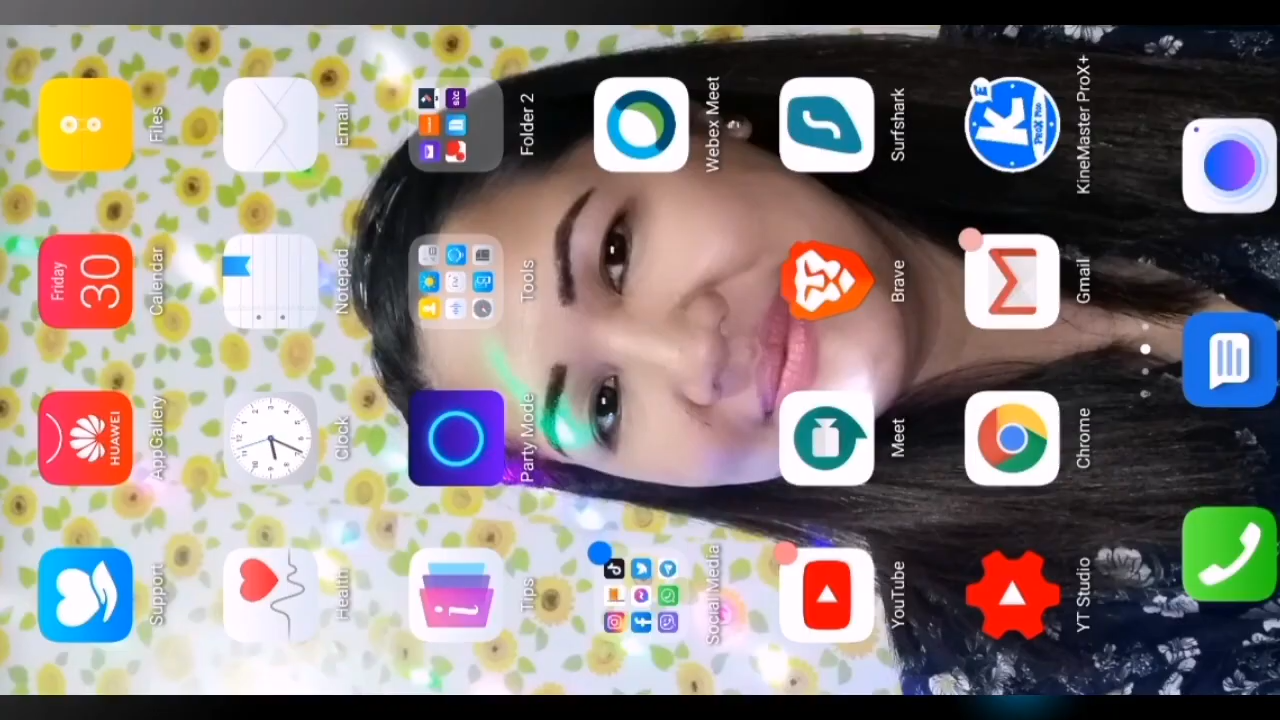 HUAWEI
Friday
30
Support
AppGallery
Calendar
Files
Health
Clock
Notepad
Email
Tips
Party Mode
Tools
Folder 2
Social Media
Webex Meet
YouTube
Meet
Brave
Surfshark
YT Studio
Chrome
Gmail
KineMaster ProX+